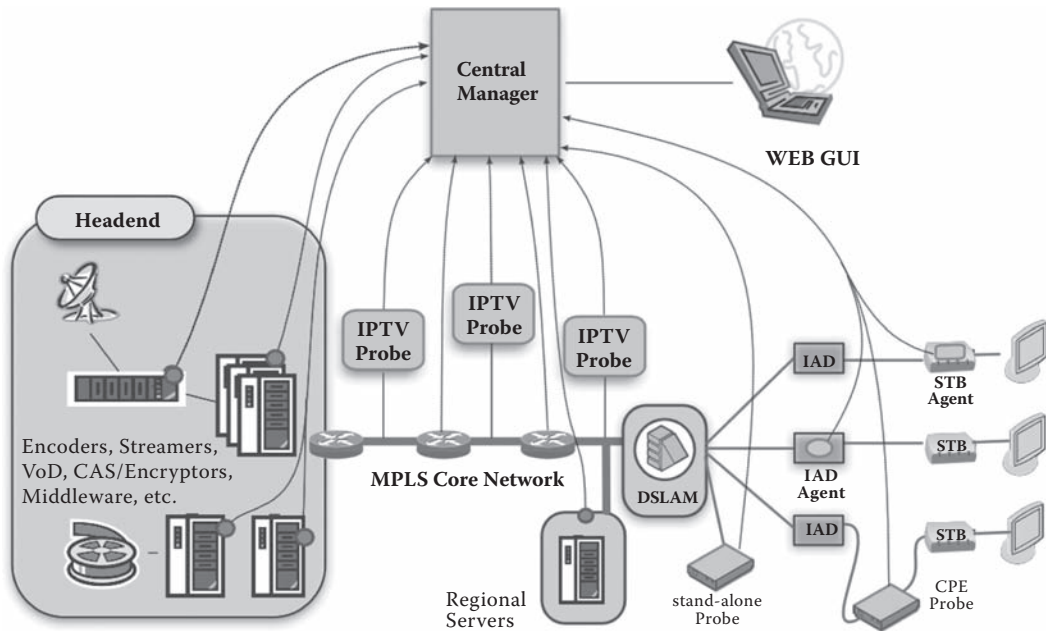 Central
Manager
WEB GUI
Headend
IPTV
Probe
IPTV
Probe
IPTV
Probe
IAD
STB
Agent
Encoders, Streamers,
VoD, CAS/Encryptors,
Middleware, etc.
MPLS Core Network
DSLAM
IAD
Agent
STB
IAD
STB
Regional
Servers
stand-alone
Probe
CPE
Probe